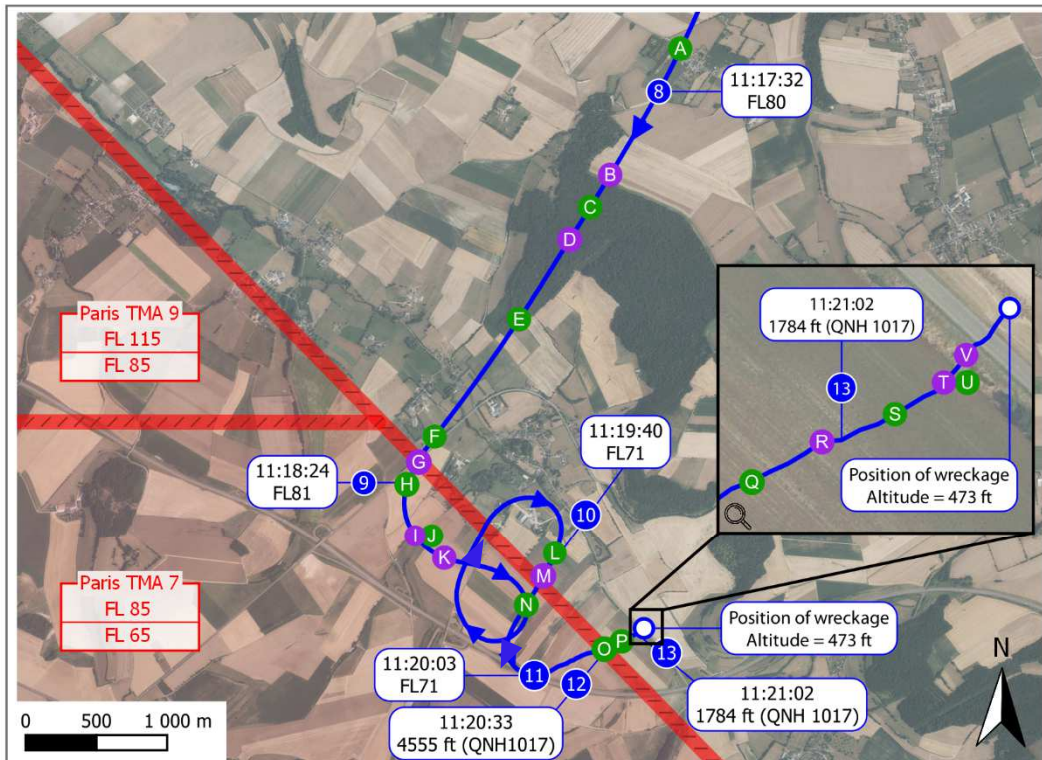 A
8
11:17:32
FL80
B
C
D
E
Paris TMA 9
FL 115
FL 85
F
G
H
11:18:24
FL81
9
I
J
K
11:19:40
FL71
10
L
M
N
Paris TMA 7
FL 85
FL 65
11:20:03
FL71
11
12
O
P
13
11:20:33
4555 ft (QNH1017)
11:21:02
1784 ft (QNH 1017)
Position of wreckage
Altitude = 473 ft
11:21:02
1784 ft (QNH 1017)
13
V
T
U
S
R
Q
Position of wreckage
Altitude = 473 ft
N
0 500 1 000 m